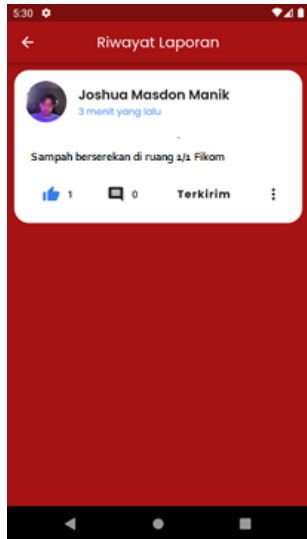 5:30
Riwayat Laporan
Joshua Masdon Manik
3 menit yang lalu
Sampah berserekan di ruang 1/1 Fikom
1 0 Terkirim